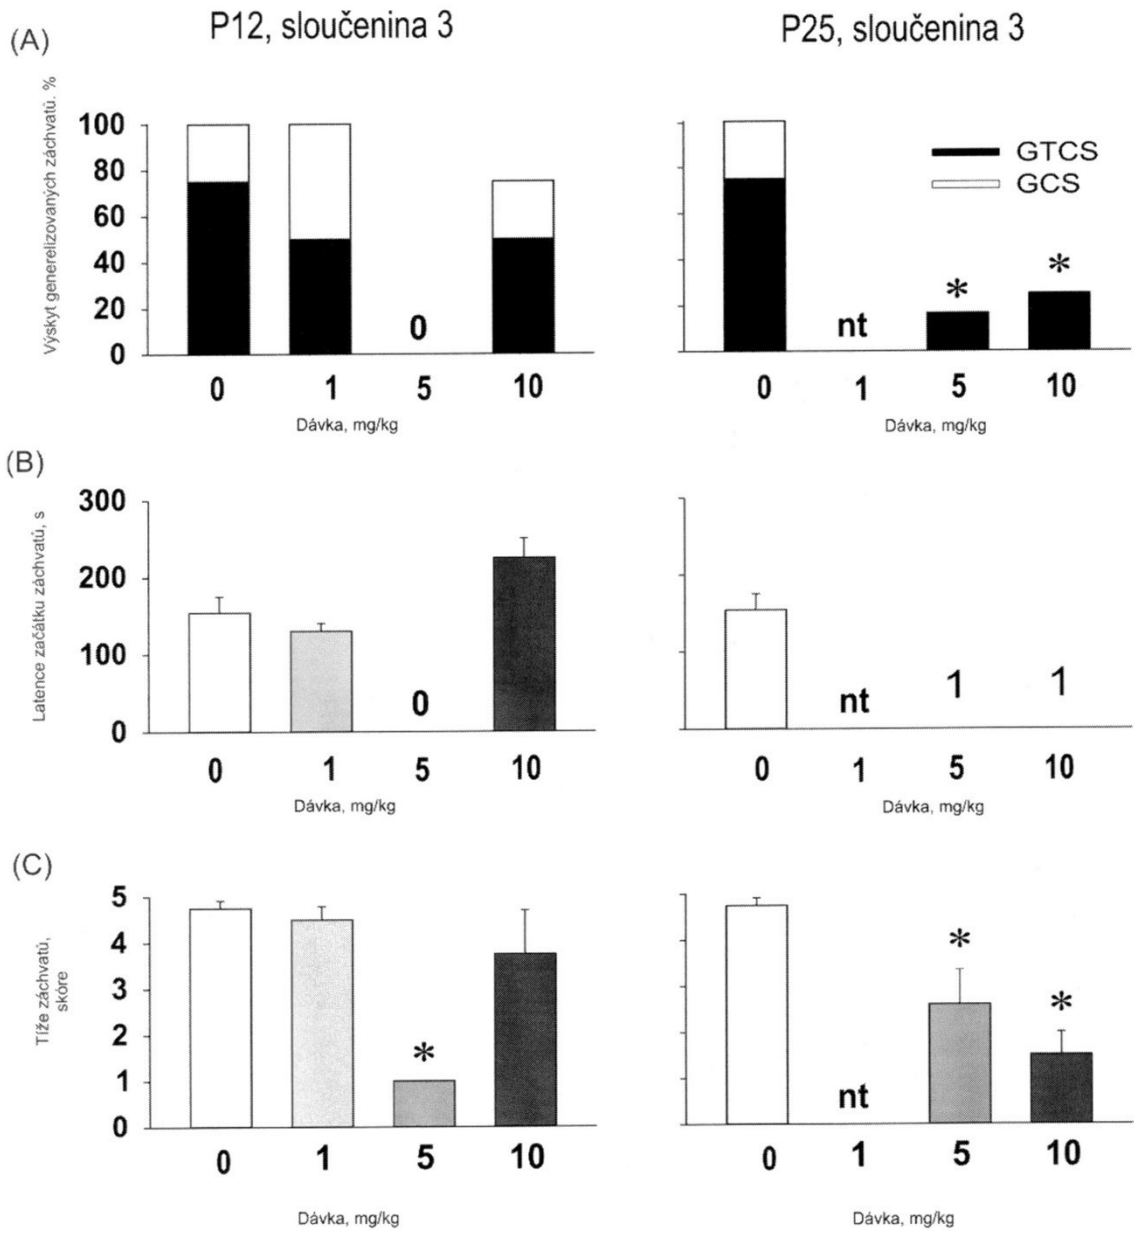 P12, sloučenina 3
P25, sloučenina 3
(A)
Výskyt generelizovaných záchvatů. %
100
80
60
40
20
0
0
0 1 5 10
Dávka, mg/kg
GTCS
GCS
nt
*
*
0 1 5 10
Dávka, mg/kg
(B)
Latence začátku záchvatů, s
300
200
100
0
0
0 1 5 10
Dávka, mg/kg
nt
1
1
0 1 5 10
Dávka, mg/kg
(C)
Tíže záchvatů,
skóre
5
4
3
2
1
0
*
0 1 5 10
Dávka, mg/kg
nt
*
*
0 1 5 10
Dávka, mg/kg